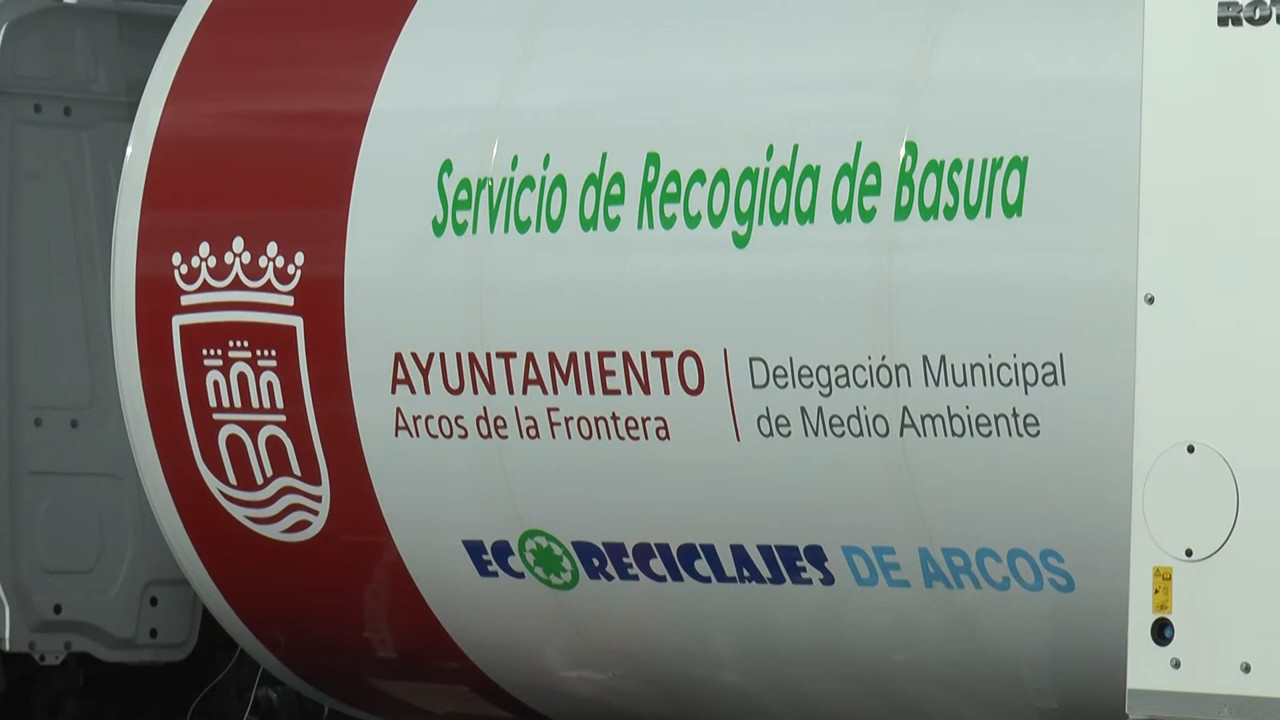 Servicio de Recogida de Basura
AYUNTAMIENTO
Arcos de la Frontera
Delegación Municipal
de Medio Ambiente
ECORECICLAJES DE ARCOS